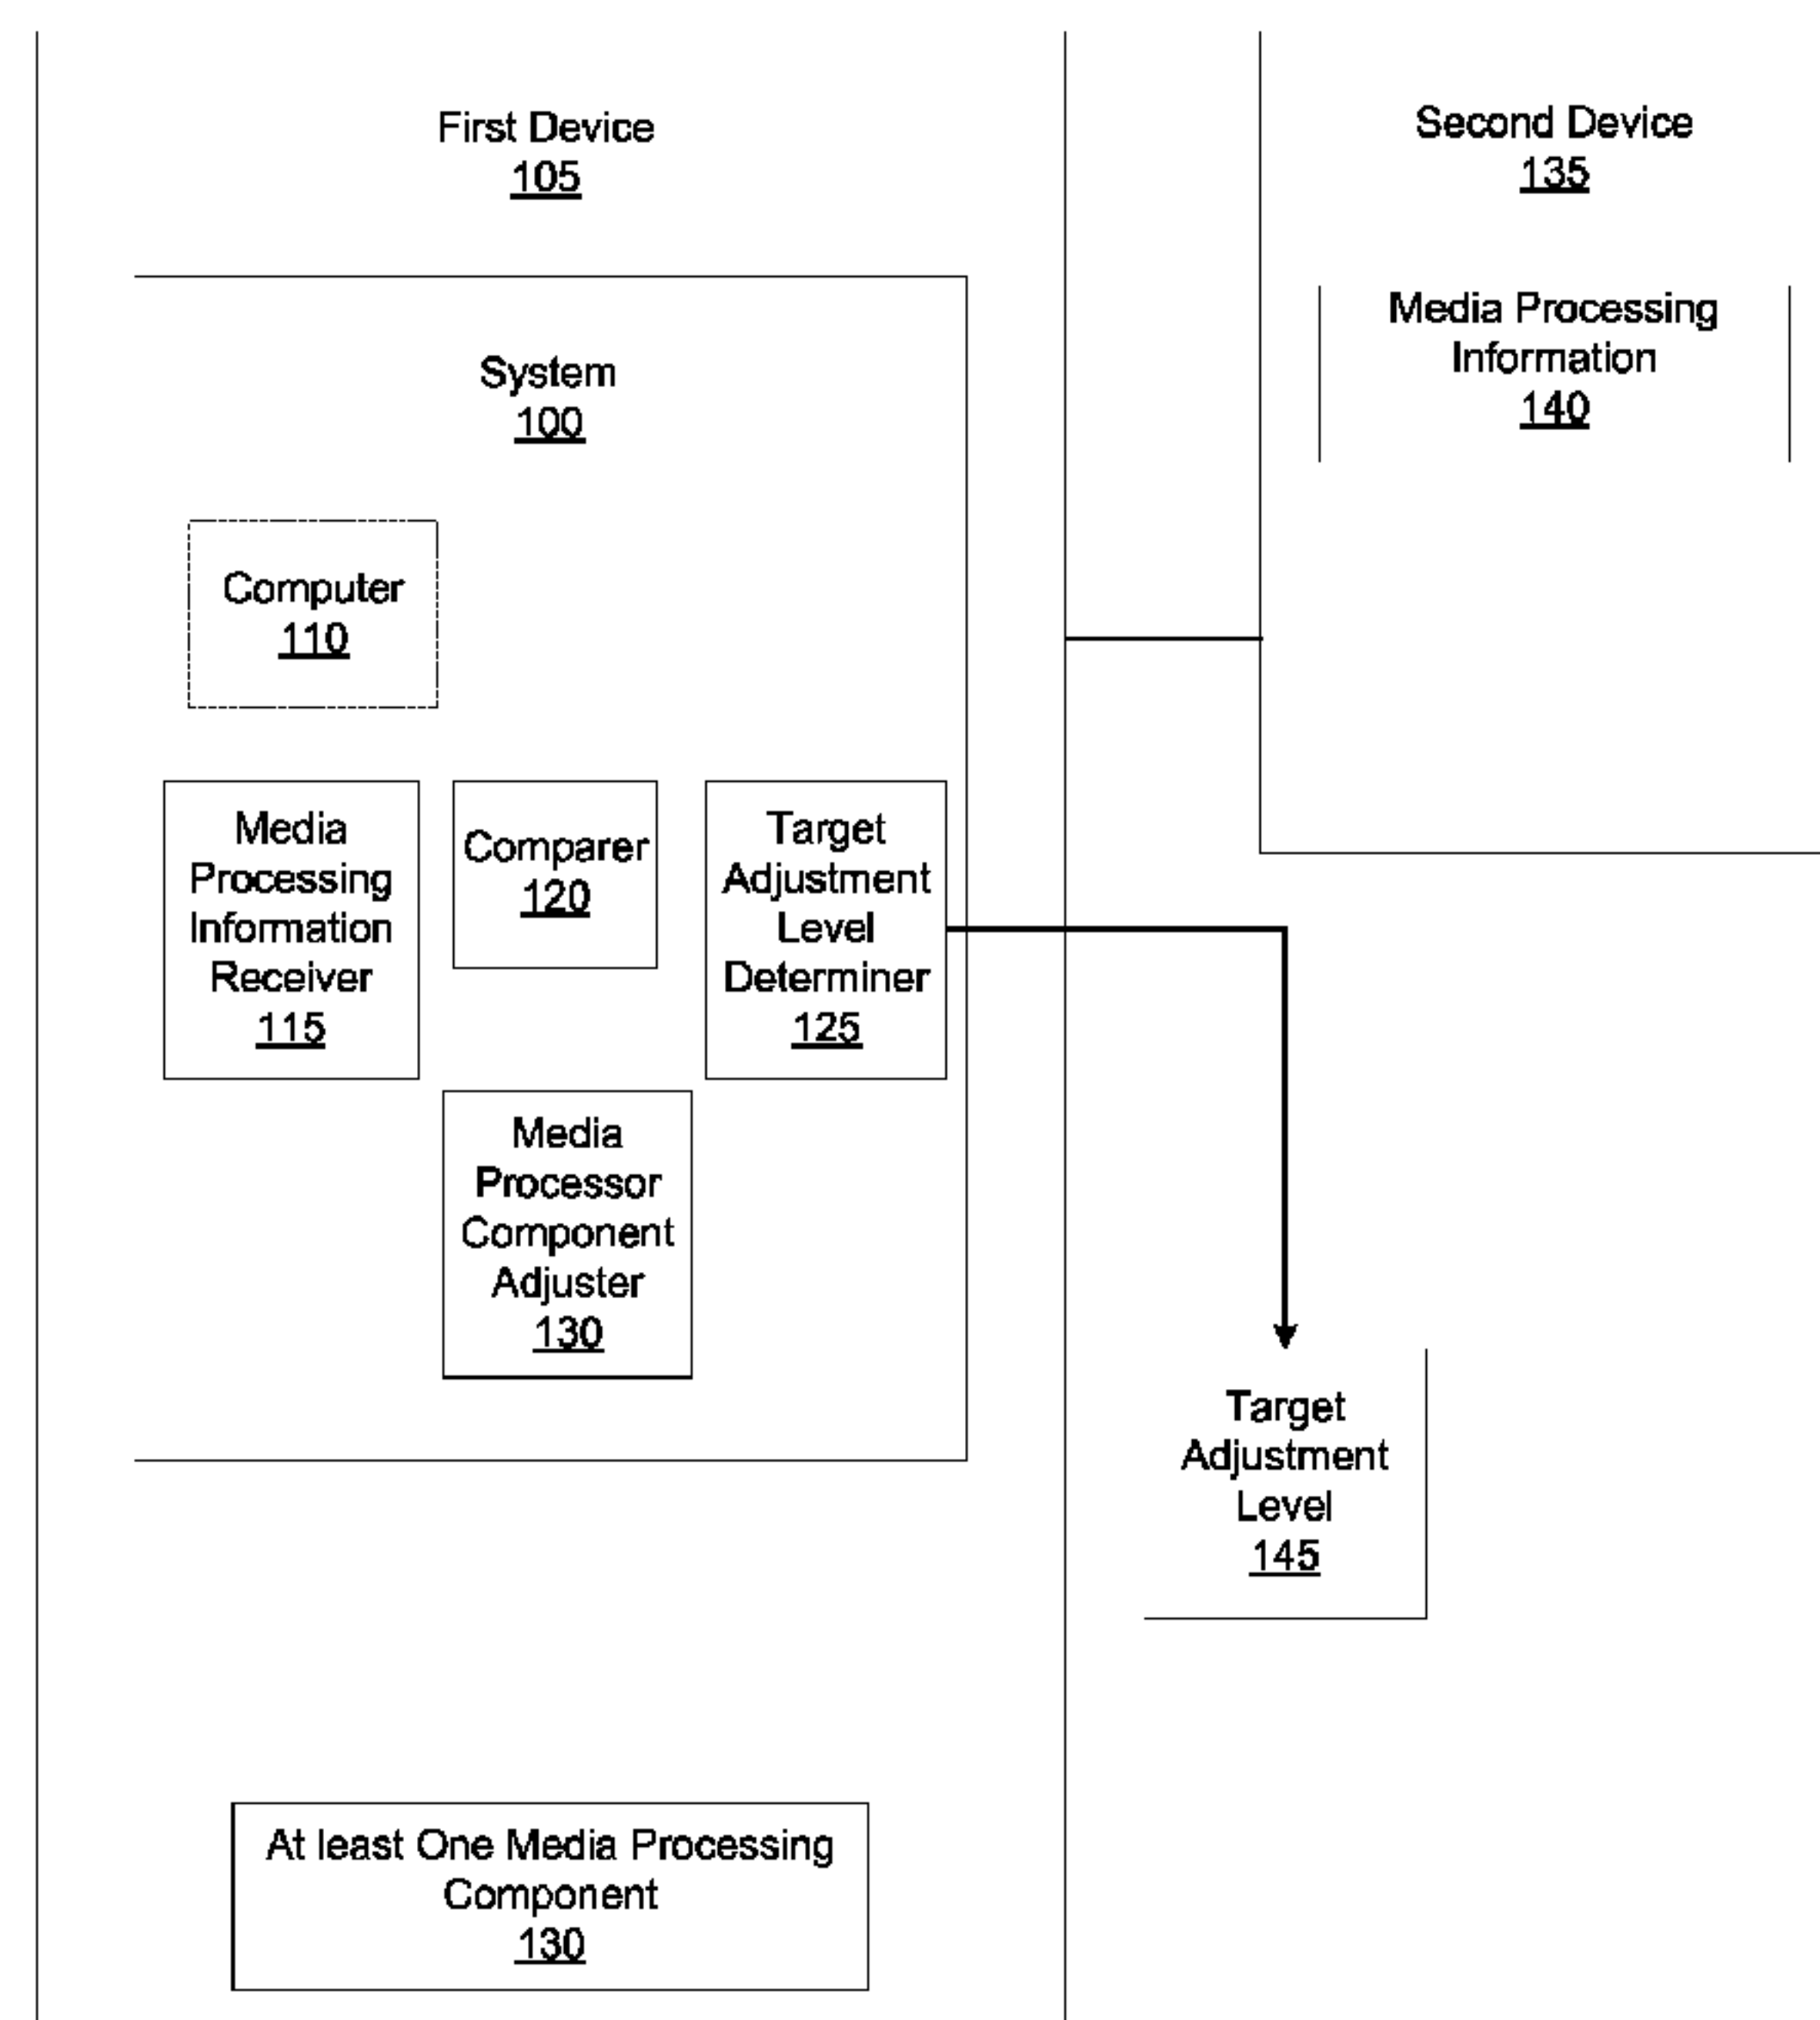 First Device
105
Second Device
135
Media Processing
Information
140
System
100
Computer
110
Media
Processing
Information
Receiver
115
Comparer
120
Target
Adjustment
Level
Determiner
125
Media
Processor
Component
Adjuster
130
Target
Adjustment
Level
145
At least One Media Processing
Component
130